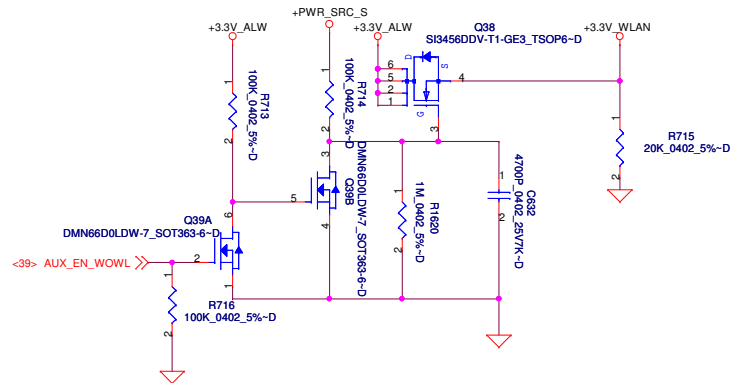 +3.3V_ALW
+PWR_SRC_S
+3.3V_ALW
Q38
SI3456DDV-T1-GE3_TSOP6~D
+3.3V_WLAN
D
S
G
6
5
2
1
4
3
1
R713
100K_0402_5%~D
2
1
R714
100K_0402_5%~D
2
1
R715
20K_0402_5%~D
2
3
5
Q39B
DMN66D0LDW-7_SOT363-6~D
4
1
R1620
1M_0402_5%~D
2
1
C692
4700P_0402_25V7K~D
2
Q39A
DMN66D0LDW-7_SOT363-6~D
6
2
1
<39> AUX_EN_WOWL
1
R716
100K_0402_5%~D
2